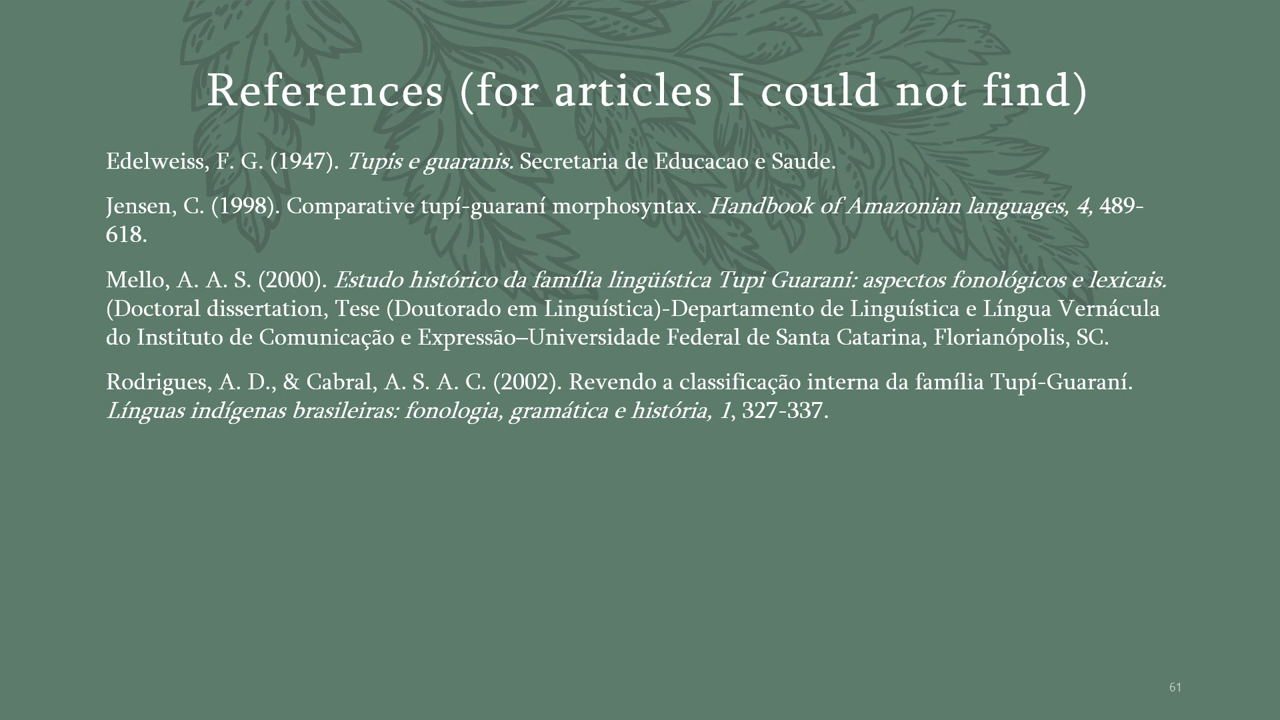 References (for articles I could not find)
Edelweiss, F. G. (1947). Tupis e guaranis. Secretaria de Educacao e Saude.
Jensen, C. (1998). Comparative tupí-guaraní morphosyntax. Handbook of Amazonian languages, 4, 489-
618.
Mello, A. A. S. (2000). Estudo histórico da família lingüística Tupi Guarani: aspectos fonológicos e lexicais.
(Doctoral dissertation, Tese (Doutorado em Linguística)-Departamento de Linguística e Língua Vernácula
do Instituto de Comunicação e Expressão–Universidade Federal de Santa Catarina, Florianópolis, SC.
Rodrigues, A. D., & Cabral, A. S. A. C. (2002). Revendo a classificação interna da família Tupí-Guaraní.
Línguas indígenas brasileiras: fonologia, gramática e história, 1, 327-337.
61